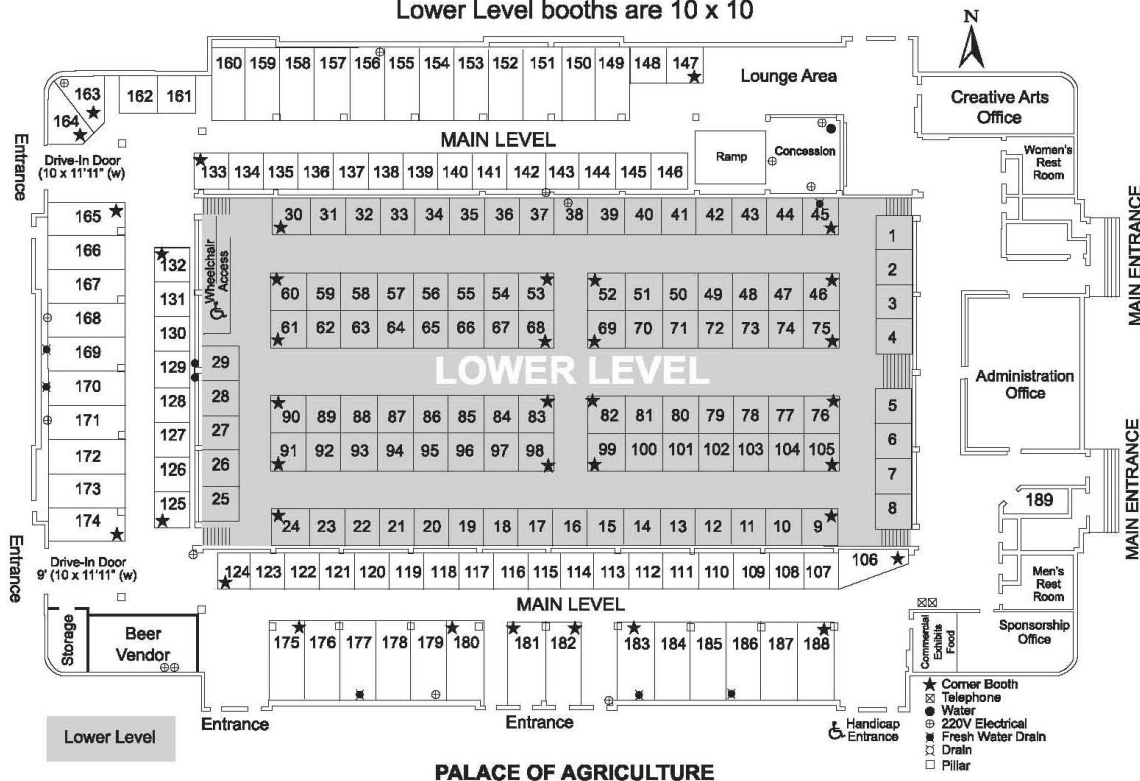 Lower Level booths are 10 x 10
N
160 159 158 157 156 155 154 153 152 151 150 149 148 147
Lounge Area
163
164
162 161
Creative Arts
Office
MAIN LEVEL
Ramp
Concession
Women's
Rest
Room
Entrance
Drive-In Door
(10 x 11'11" (w)
133 134 135 136 137 138 139 140 141 142 143 144 145 146
MAIN ENTRANCE
165
166
167
168
169
170
171
172
173
174
132
131
130
129
128
127
126
125
Wheelchair
Access
30 31 32 33 34 35 36 37 38 39 40 41 42 43 44 45
1
2
3
4
60 59 58 57 56 55 54 53 52 51 50 49 48 47 46
61 62 63 64 65 66 67 68 69 70 71 72 73 74 75
29
28
27
26
25
LOWER LEVEL
Administration
Office
5
6
7
8
90 89 88 87 86 85 84 83 82 81 80 79 78 77 76
91 92 93 94 95 96 97 98 99 100 101 102 103 104 105
MAIN ENTRANCE
189
24 23 22 21 20 19 18 17 16 15 14 13 12 11 10 9
Entrance
Drive-In Door
9' (10 x 11'11" (w)
124 123 122 121 120 119 118 117 116 115 114 113 112 111 110 109 108 107
106
Men's
Rest
Room
MAIN LEVEL
Storage
Beer
Vendor
175 176 177 178 179 180 181 182 183 184 185 186 187 188
Commercial
Exhibits
Food
Sponsorship
Office
Entrance
Entrance
Handicap
Entrance
Corner Booth
Telephone
Water
220V Electrical
Fresh Water Drain
Drain
Pillar
Lower Level
PALACE OF AGRICULTURE